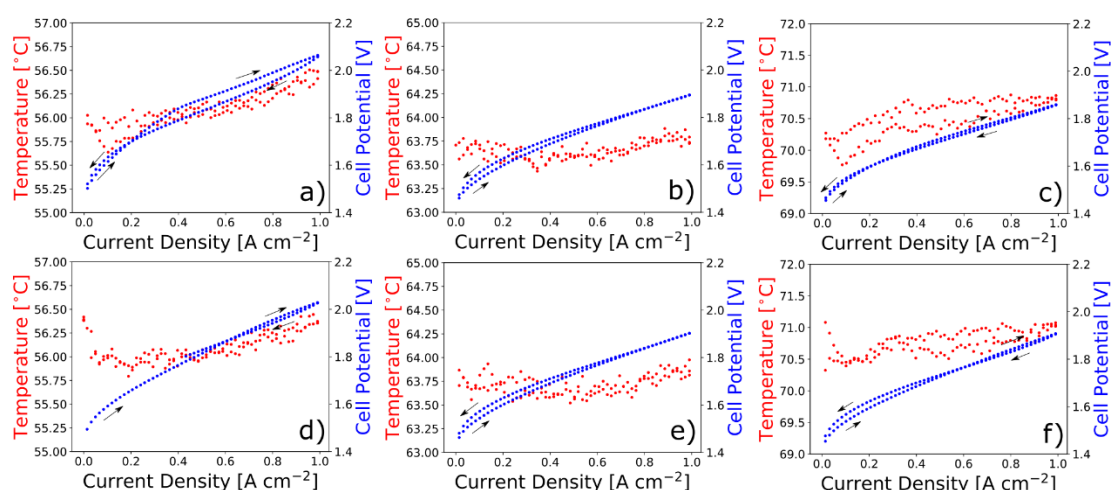 57.00 2.2 65.00 2.2 72.0 2.2
56.75 64.75 71.5
56.50 2.0 64.50 2.0 71.0 2.0
56.25 64.25
56.00 1.8 64.00 1.8 70.5 1.8
55.75 63.75 70.0
55.50 1.6 63.50 1.6 1.6
55.25 63.25 69.5
55.00 1.4 63.00 1.4 69.0 1.4
Temperature [°C]
a)
Cell Potential [V]
Temperature [°C]
b)
Cell Potential [V]
Temperature [°C]
c)
Cell Potential [V]
0.0 0.2 0.4 0.6 0.8 1.0 0.0 0.2 0.4 0.6 0.8 1.0 0.0 0.2 0.4 0.6 0.8 1.0
Current Density [A cm⁻²] Current Density [A cm⁻²] Current Density [A cm⁻²]
57.00 2.2 65.00 2.2 72.0 2.2
56.75 64.75 71.5
56.50 2.0 64.50 2.0 71.0 2.0
56.25 64.25
56.00 1.8 64.00 1.8 70.5 1.8
55.75 63.75 70.0
55.50 1.6 63.50 1.6 1.6
55.25 63.25 69.5
55.00 1.4 63.00 1.4 69.0 1.4
Temperature [°C]
d)
Cell Potential [V]
Temperature [°C]
e)
Cell Potential [V]
Temperature [°C]
f)
Cell Potential [V]
0.0 0.2 0.4 0.6 0.8 1.0 0.0 0.2 0.4 0.6 0.8 1.0 0.0 0.2 0.4 0.6 0.8 1.0
Current Density [A cm⁻²] Current Density [A cm⁻²] Current Density [A cm⁻²]